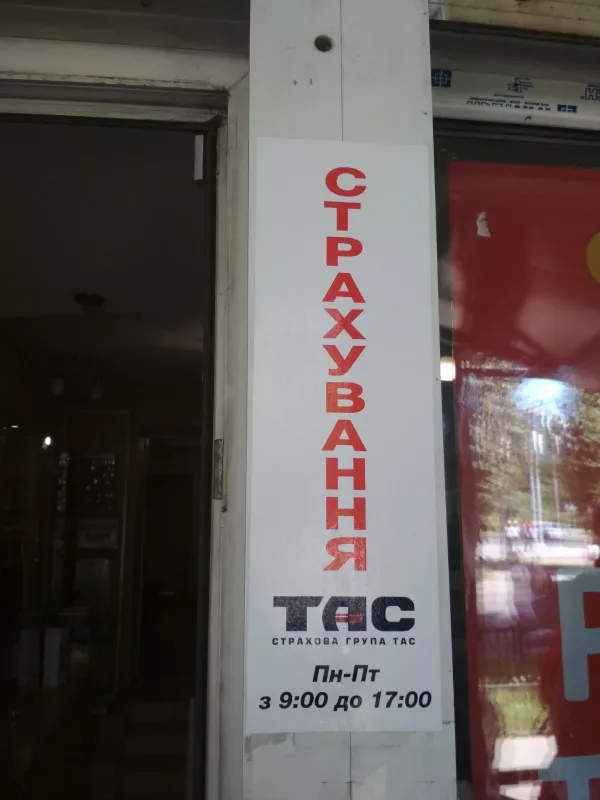 СТРАХУВАННЯ
ТАС
СТРАХОВА ГРУПА ТАС
Пн-Пт
з 9:00 до 17:00